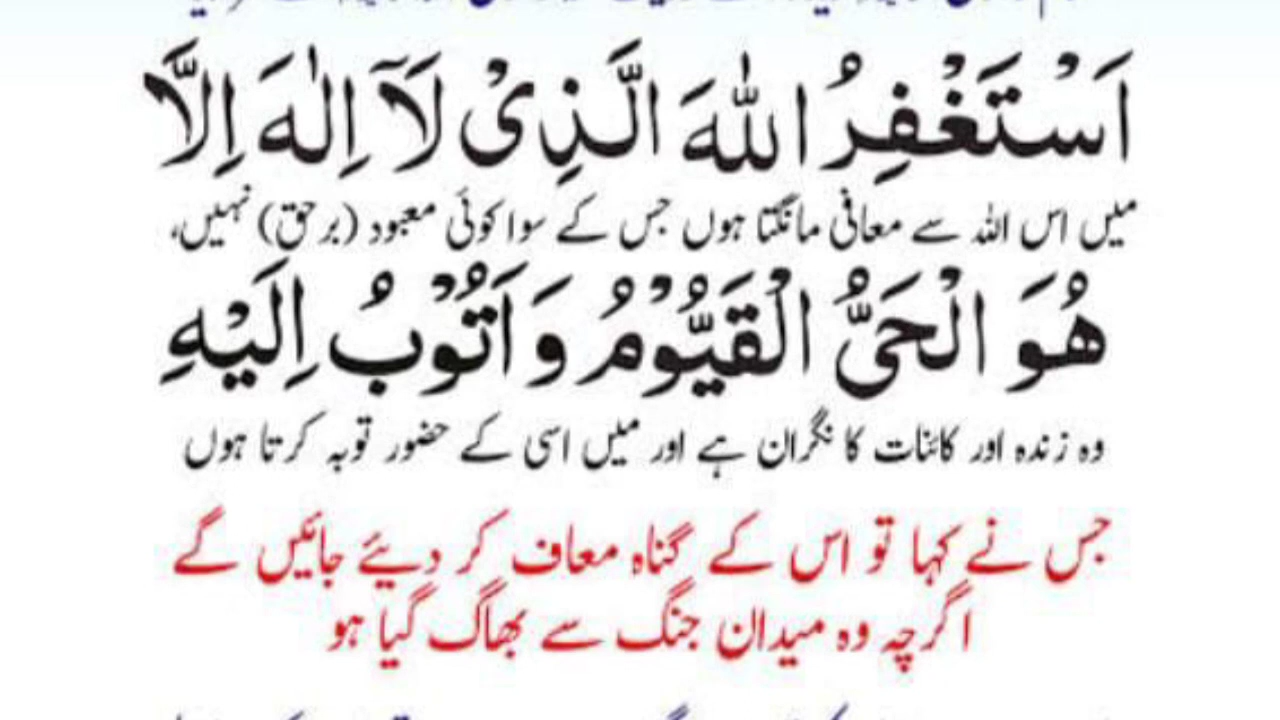 اَسْتَغْفِرُ اللّٰهَ الَّذِیْ لَآ اِلٰهَ اِلَّا
میں اس اللہ سے معافی مانگتا ہوں جس کے سوا کوئی معبود (برحق) نہیں،
هُوَ الْحَیُّ الْقَیُّوْمُ وَاَتُوْبُ اِلَیْهِ
وہ زندہ اور کائنات کا نگران ہے اور میں اسی کے حضور توبہ کرتا ہوں
جس نے کہا تو اس کے گناہ معاف کر دیئے جائیں گے
اگرچہ وہ میدان جنگ سے بھاگ گیا ہو